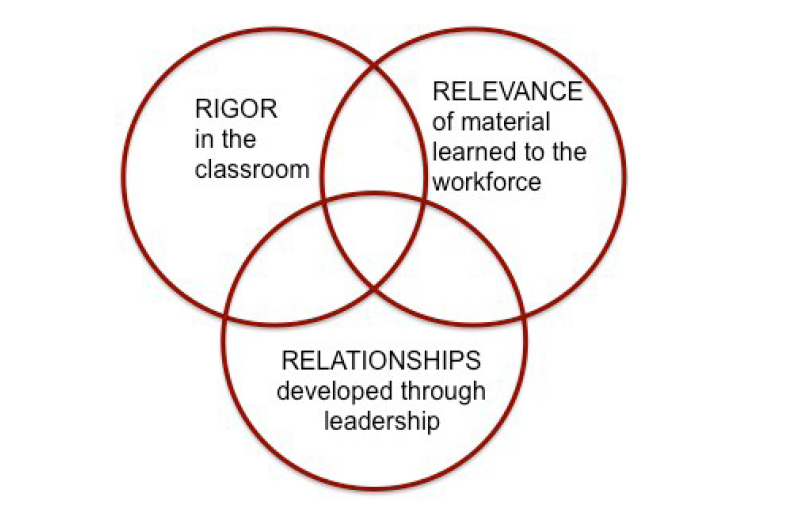 RIGOR
in the
classroom
RELEVANCE
of material
learned to the
workforce
RELATIONSHIPS
developed through
leadership